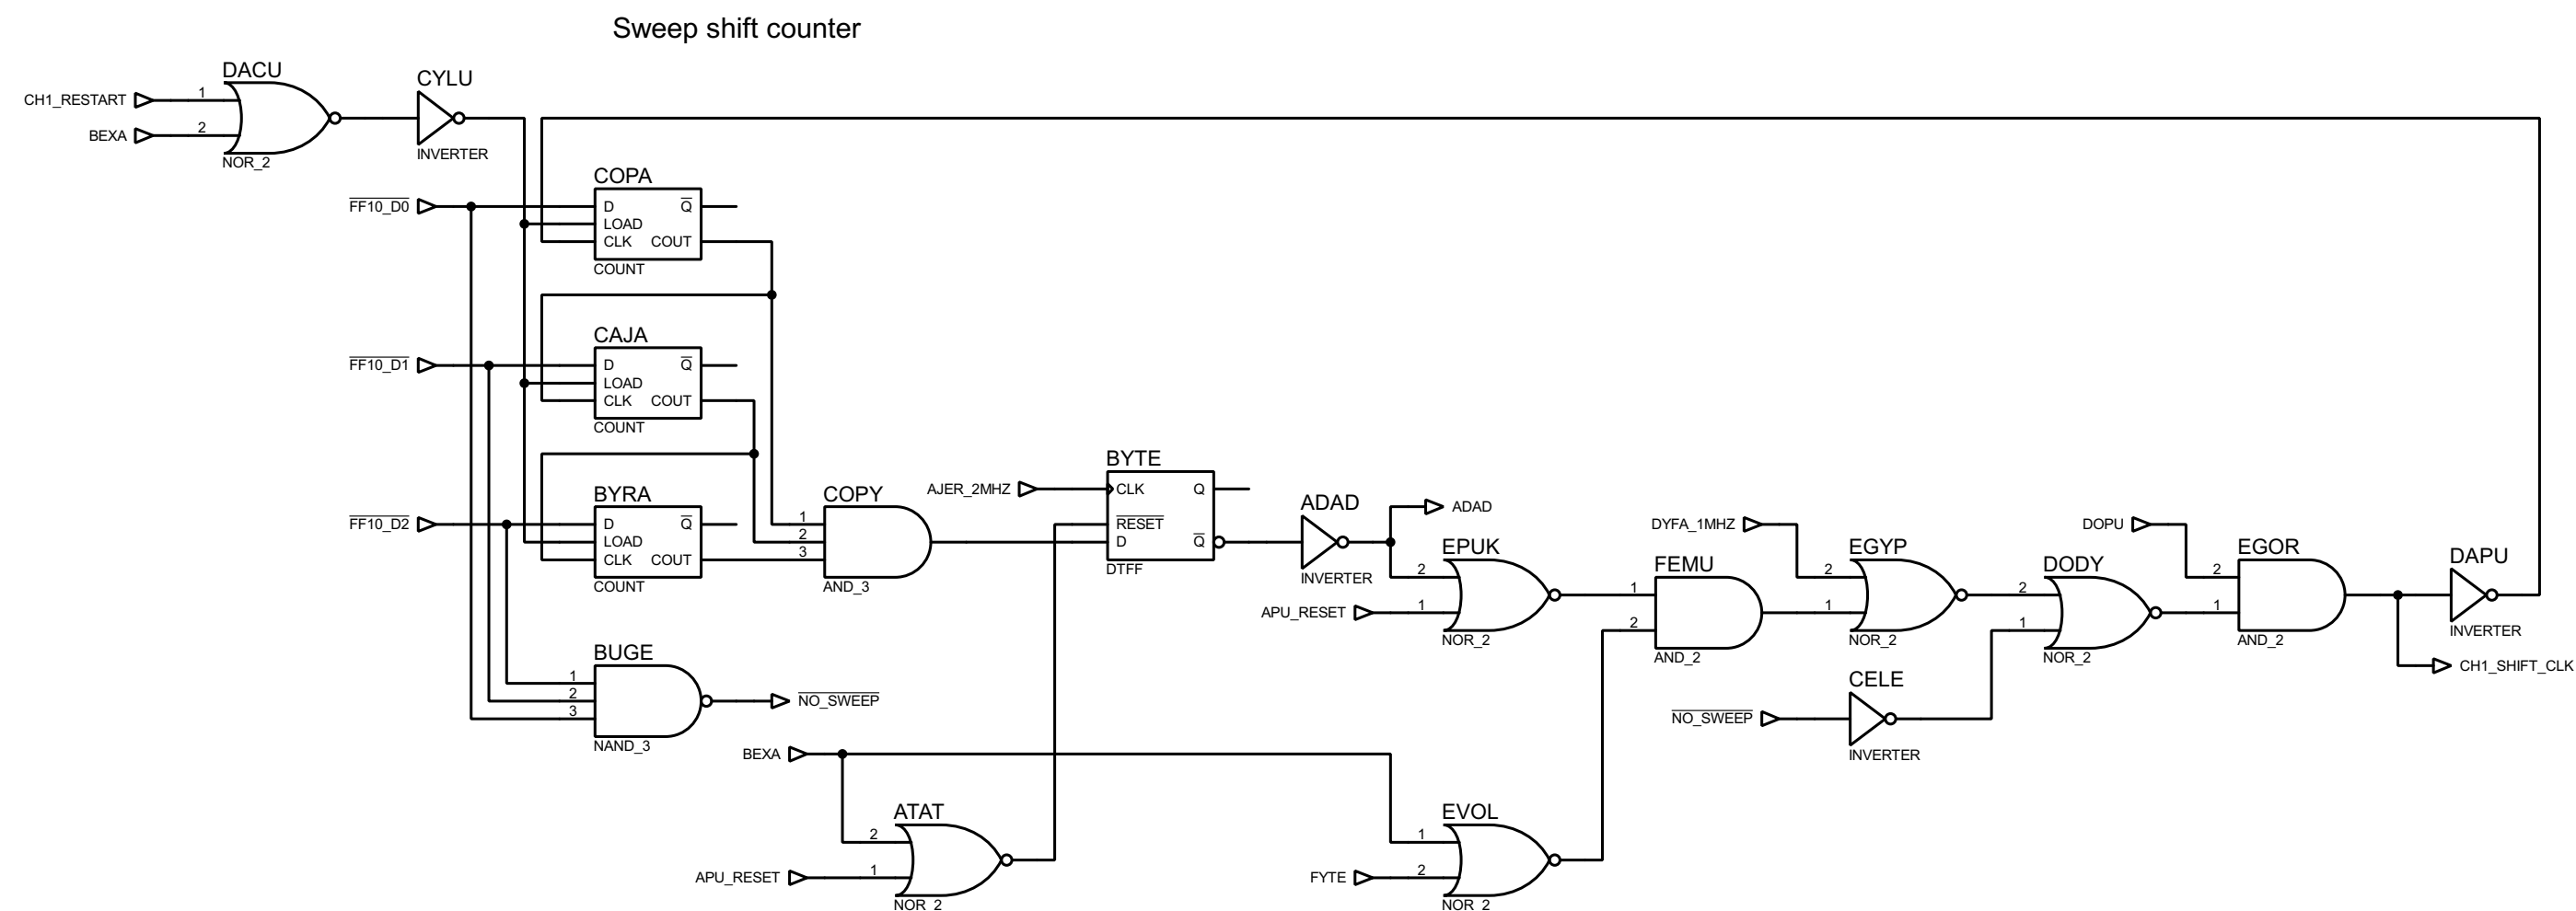 Sweep shift counter
DACU
CH1_RESTART
1
BEXA
2
NOR_2
CYLU
INVERTER
COPA
FF10_D0
D
Q
LOAD
CLK
COUT
COUNT
CAJA
FF10_D1
D
Q
LOAD
CLK
COUT
COUNT
BYRA
FF10_D2
D
Q
LOAD
CLK
COUT
COUNT
COPY
1
2
3
AND_3
BUGE
1
2
3
NAND_3
NO_SWEEP
BYTE
AJER_2MHZ
CLK
Q
RESET
D
Q
DTFF
ADAD
INVERTER
ADAD
BEXA
ATAT
2
APU_RESET
1
NOR_2
EPUK
2
APU_RESET
1
NOR_2
EVOL
1
FYTE
2
NOR_2
FEMU
1
2
AND_2
DYFA_1MHZ
EGYP
2
1
NOR_2
CELE
NO_SWEEP
INVERTER
DODY
2
1
NOR_2
DOPU
EGOR
2
1
AND_2
DAPU
INVERTER
CH1_SHIFT_CLK